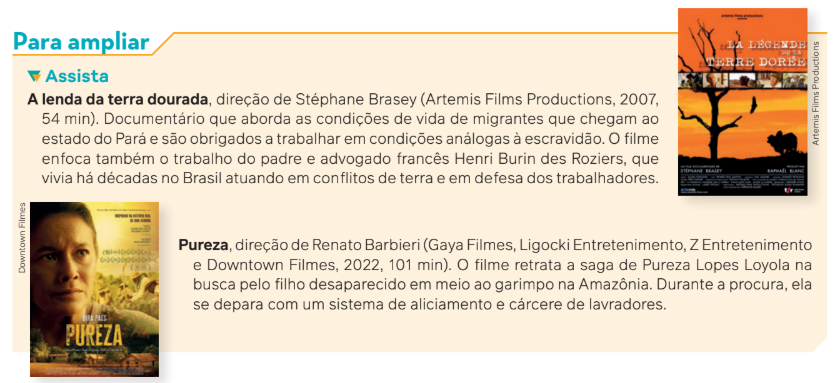 Para ampliar
Assista
A lenda da terra dourada, direção de Stéphane Brasey (Artemis Films Productions, 2007,
54 min). Documentário que aborda as condições de vida de migrantes que chegam ao
estado do Pará e são obrigados a trabalhar em condições análogas à escravidão. O filme
enfoca também o trabalho do padre e advogado francês Henri Burin des Roziers, que
vivia há décadas no Brasil atuando em conflitos de terra e em defesa dos trabalhadores.
artemis films productions
LA LÉGENDE
DE LA
TERRE DORÉE
STÉPHANE BRASEY
RAPHAËL BLANC
Artemis Films Productions
Downtown Filmes
DIRA PAES
PUREZA
Pureza, direção de Renato Barbieri (Gaya Filmes, Ligocki Entretenimento, Z Entretenimento
e Downtown Filmes, 2022, 101 min). O filme retrata a saga de Pureza Lopes Loyola na
busca pelo filho desaparecido em meio ao garimpo na Amazônia. Durante a procura, ela
se depara com um sistema de aliciamento e cárcere de lavradores.